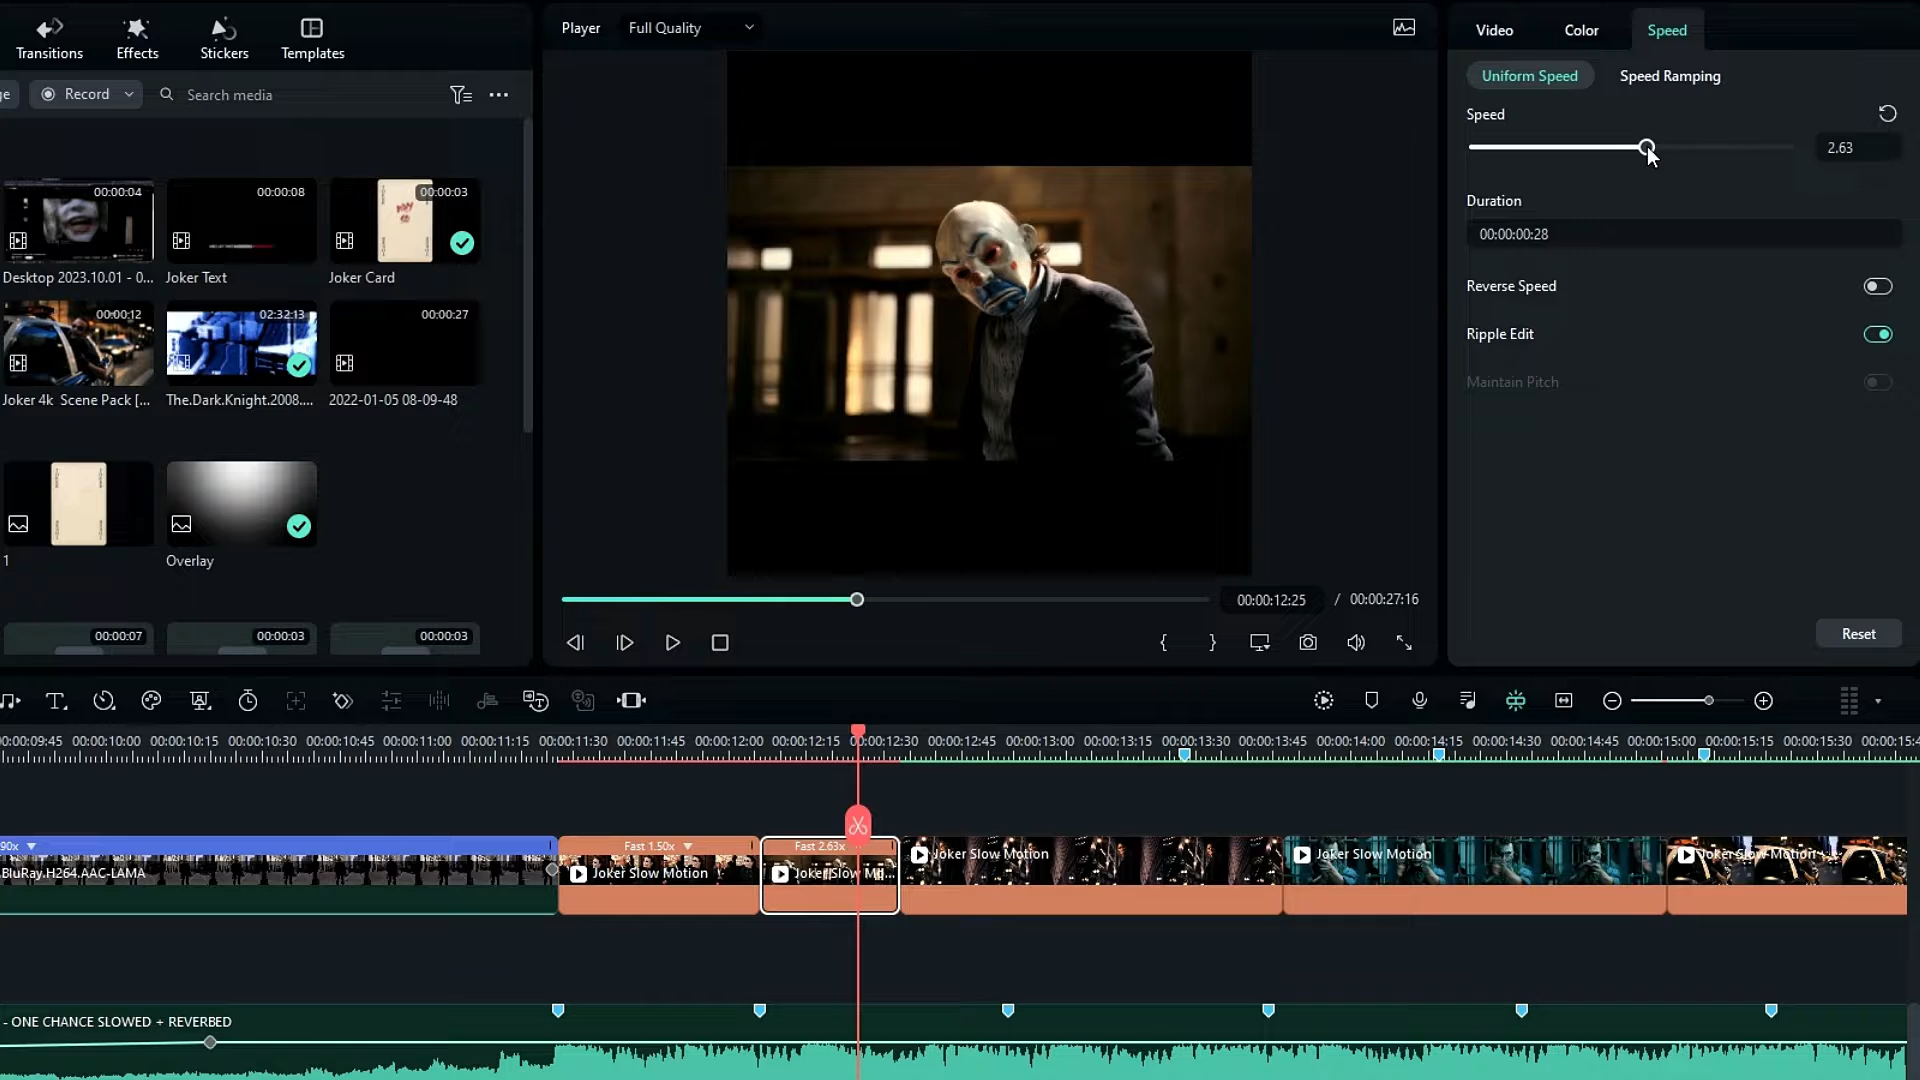 Transitions
Effects
Stickers
Templates
Player
Full Quality
Video
Color
Speed
Record
Search media
Uniform Speed
Speed Ramping
Speed
2.63
Duration
00:00:00:28
Reverse Speed
Ripple Edit
Maintain Pitch
Reset
00:00:04
00:00:08
00:00:03
Desktop 2023.10.01 - 0...
Joker Text
Joker Card
00:00:12
02:32:13
00:00:27
Joker 4k Scene Pack [...
The.Dark.Knight.2008....
2022-01-05 08-09-48
1
Overlay
00:00:07
00:00:03
00:00:03
00:00:12:25 / 00:00:27:16
00:00:09:45 00:00:10:00 00:00:10:15 00:00:10:30 00:00:10:45 00:00:11:00 00:00:11:15 00:00:11:30 00:00:11:45 00:00:12:00 00:00:12:15 00:00:12:30 00:00:12:45 00:00:13:00 00:00:13:15 00:00:13:30 00:00:13:45 00:00:14:00 00:00:14:15 00:00:14:30 00:00:14:45 00:00:15:00 00:00:15:15 00:00:15:30 00:00:15:4
90x
Fast 1.50x
Fast 2.63x
BluRay.H264.AAC-LAMA
Joker Slow Motion
Joker Slow Mo...
Joker Slow Motion
Joker Slow Motion
Joker Slow Motion
- ONE CHANCE SLOWED + REVERBED